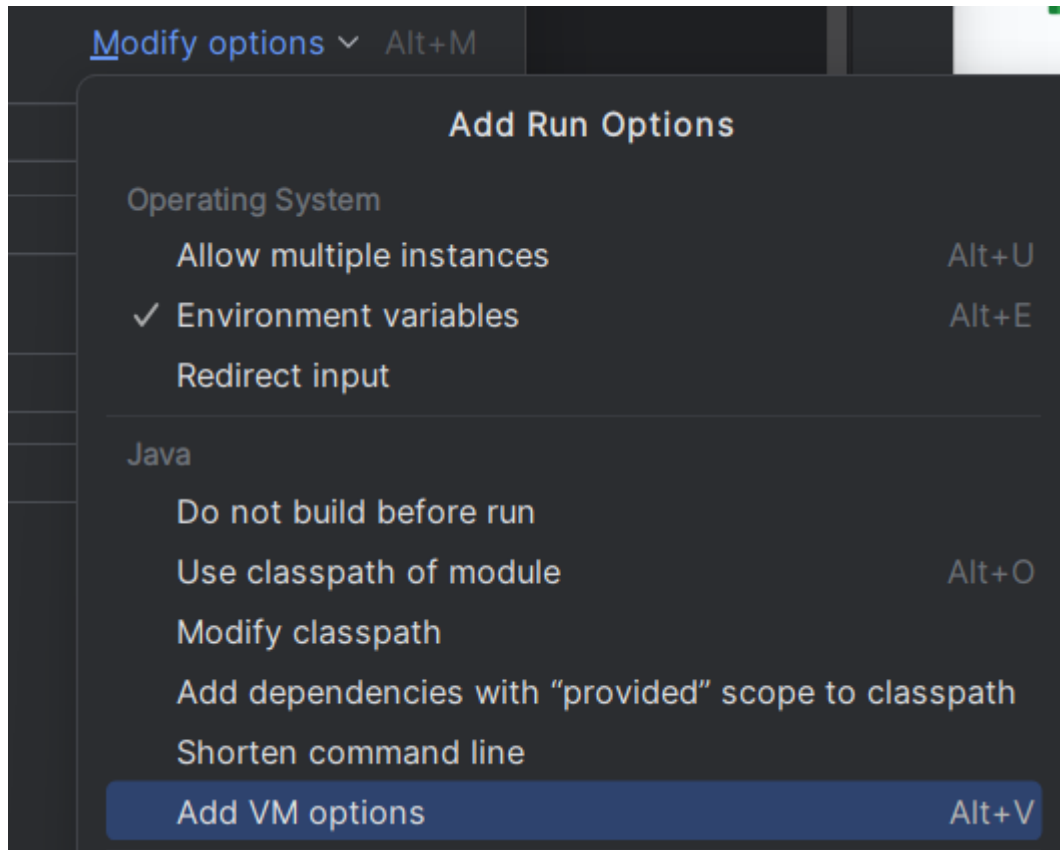 Modify options Alt+M
Add Run Options
Operating System
Allow multiple instances Alt+U
Environment variables Alt+E
Redirect input
Java
Do not build before run
Use classpath of module Alt+O
Modify classpath
Add dependencies with “provided” scope to classpath
Shorten command line
Add VM options Alt+V